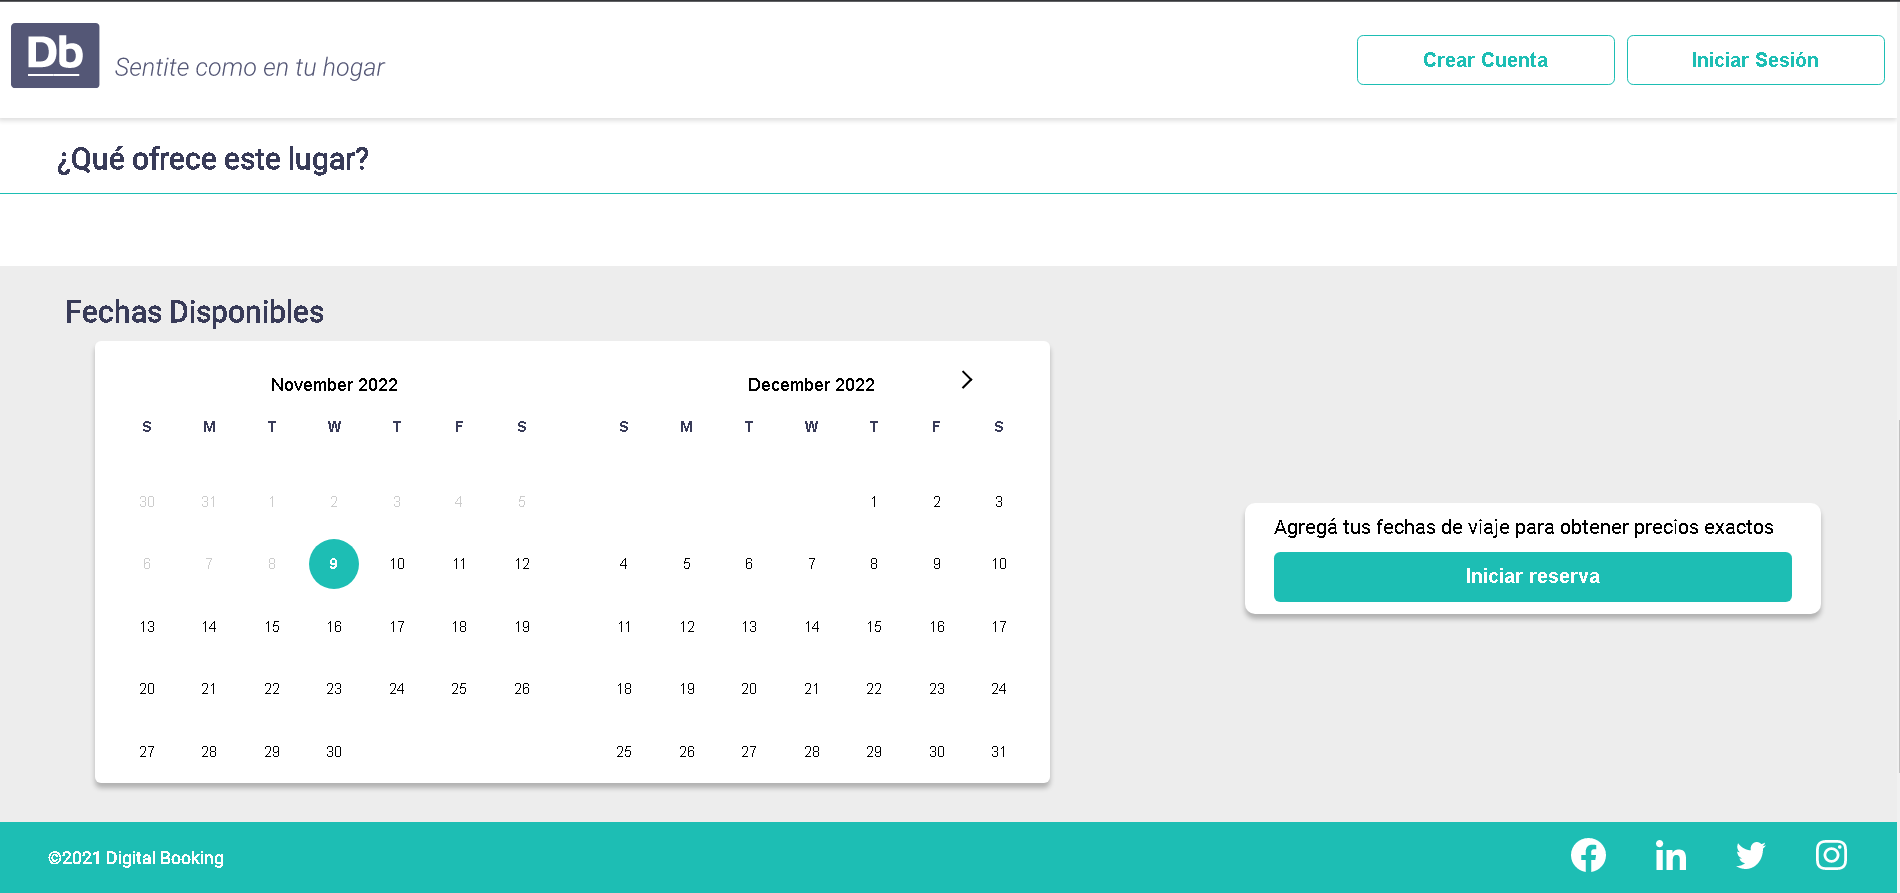 Db
Sentite como en tu hogar
Crear Cuenta
Iniciar Sesión
¿Qué ofrece este lugar?
Fechas Disponibles
November 2022
S M T W T F S
30 31 1 2 3 4 5
6 7 8 9 10 11 12
13 14 15 16 17 18 19
20 21 22 23 24 25 26
27 28 29 30
December 2022
S M T W T F S
1 2 3
4 5 6 7 8 9 10
11 12 13 14 15 16 17
18 19 20 21 22 23 24
25 26 27 28 29 30 31
Agregá tus fechas de viaje para obtener precios exactos
Iniciar reserva
©2021 Digital Booking
in